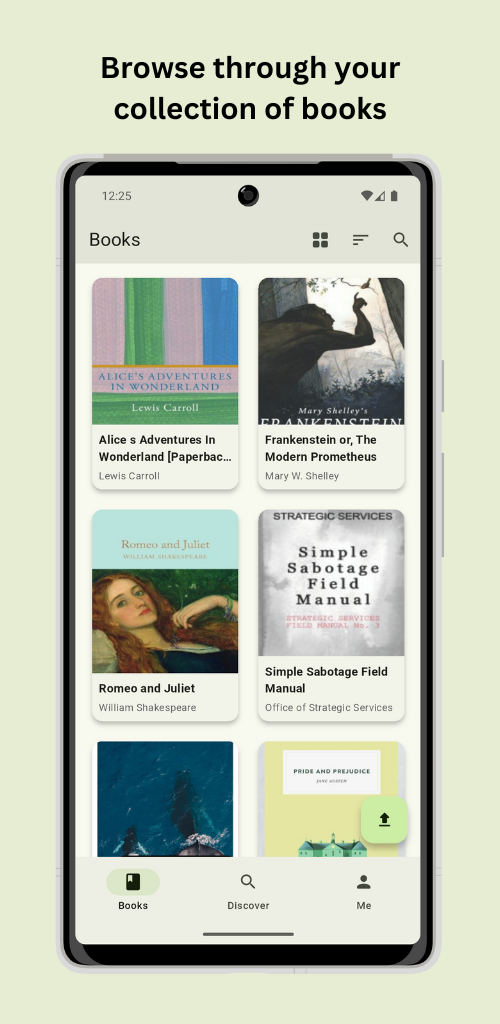 Browse through your
collection of books
12:25
Books
ALICE'S ADVENTURES
IN WONDERLAND
Lewis Carroll
Alice s Adventures In
Wonderland [Paperbac...
Lewis Carroll
Mary Shelley's
FRANKENSTEIN
Frankenstein or, The
Modern Prometheus
Mary W. Shelley
Romeo and Juliet
WILLIAM SHAKESPEARE
Romeo and Juliet
William Shakespeare
STRATEGIC SERVICES
Simple
Sabotage
Field
Manual
STRATEGIC SERVICES
FIELD MANUAL No. 3
Simple Sabotage Field
Manual
Office of Strategic Services
PRIDE AND PREJUDICE
JANE AUSTEN
Books
Discover
Me